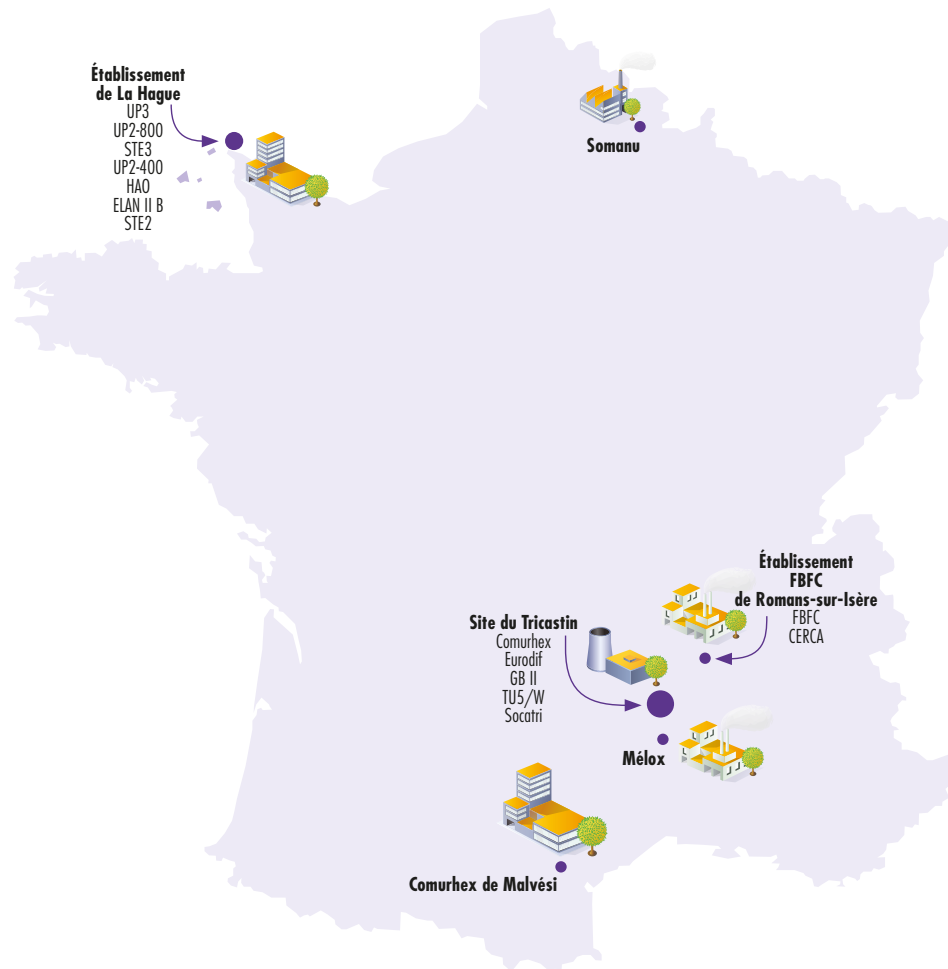 Établissement
de La Hague
UP3
UP2-800
STE3
UP2-400
HAO
ELAN II B
STE2
Somanu
Établissement
FBFC
de Romans-sur-Isère
FBFC
CERCA
Site du Tricastin
Comurhex
Eurodif
GB II
TU5/W
Socatri
Mélox
Comurhex de Malvési